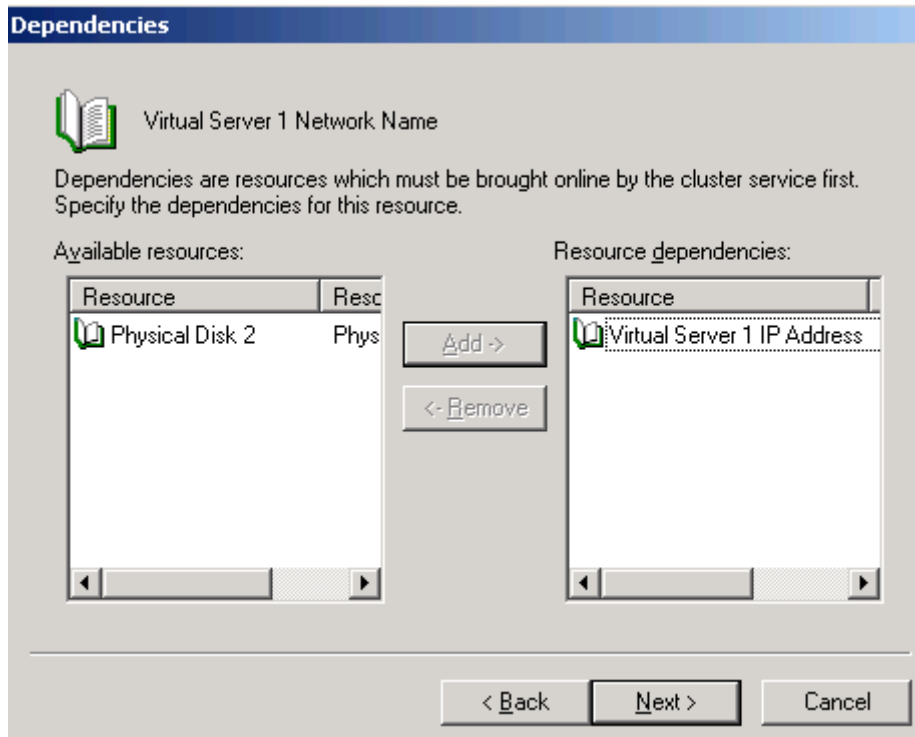 Dependencies
Virtual Server 1 Network Name
Dependencies are resources which must be brought online by the cluster service first.
Specify the dependencies for this resource.
Available resources:
Resource dependencies:
Resource
Resc
Resource
Physical Disk 2
Phys
Add ->
Virtual Server 1 IP Address
<- Remove
< Back
Next >
Cancel